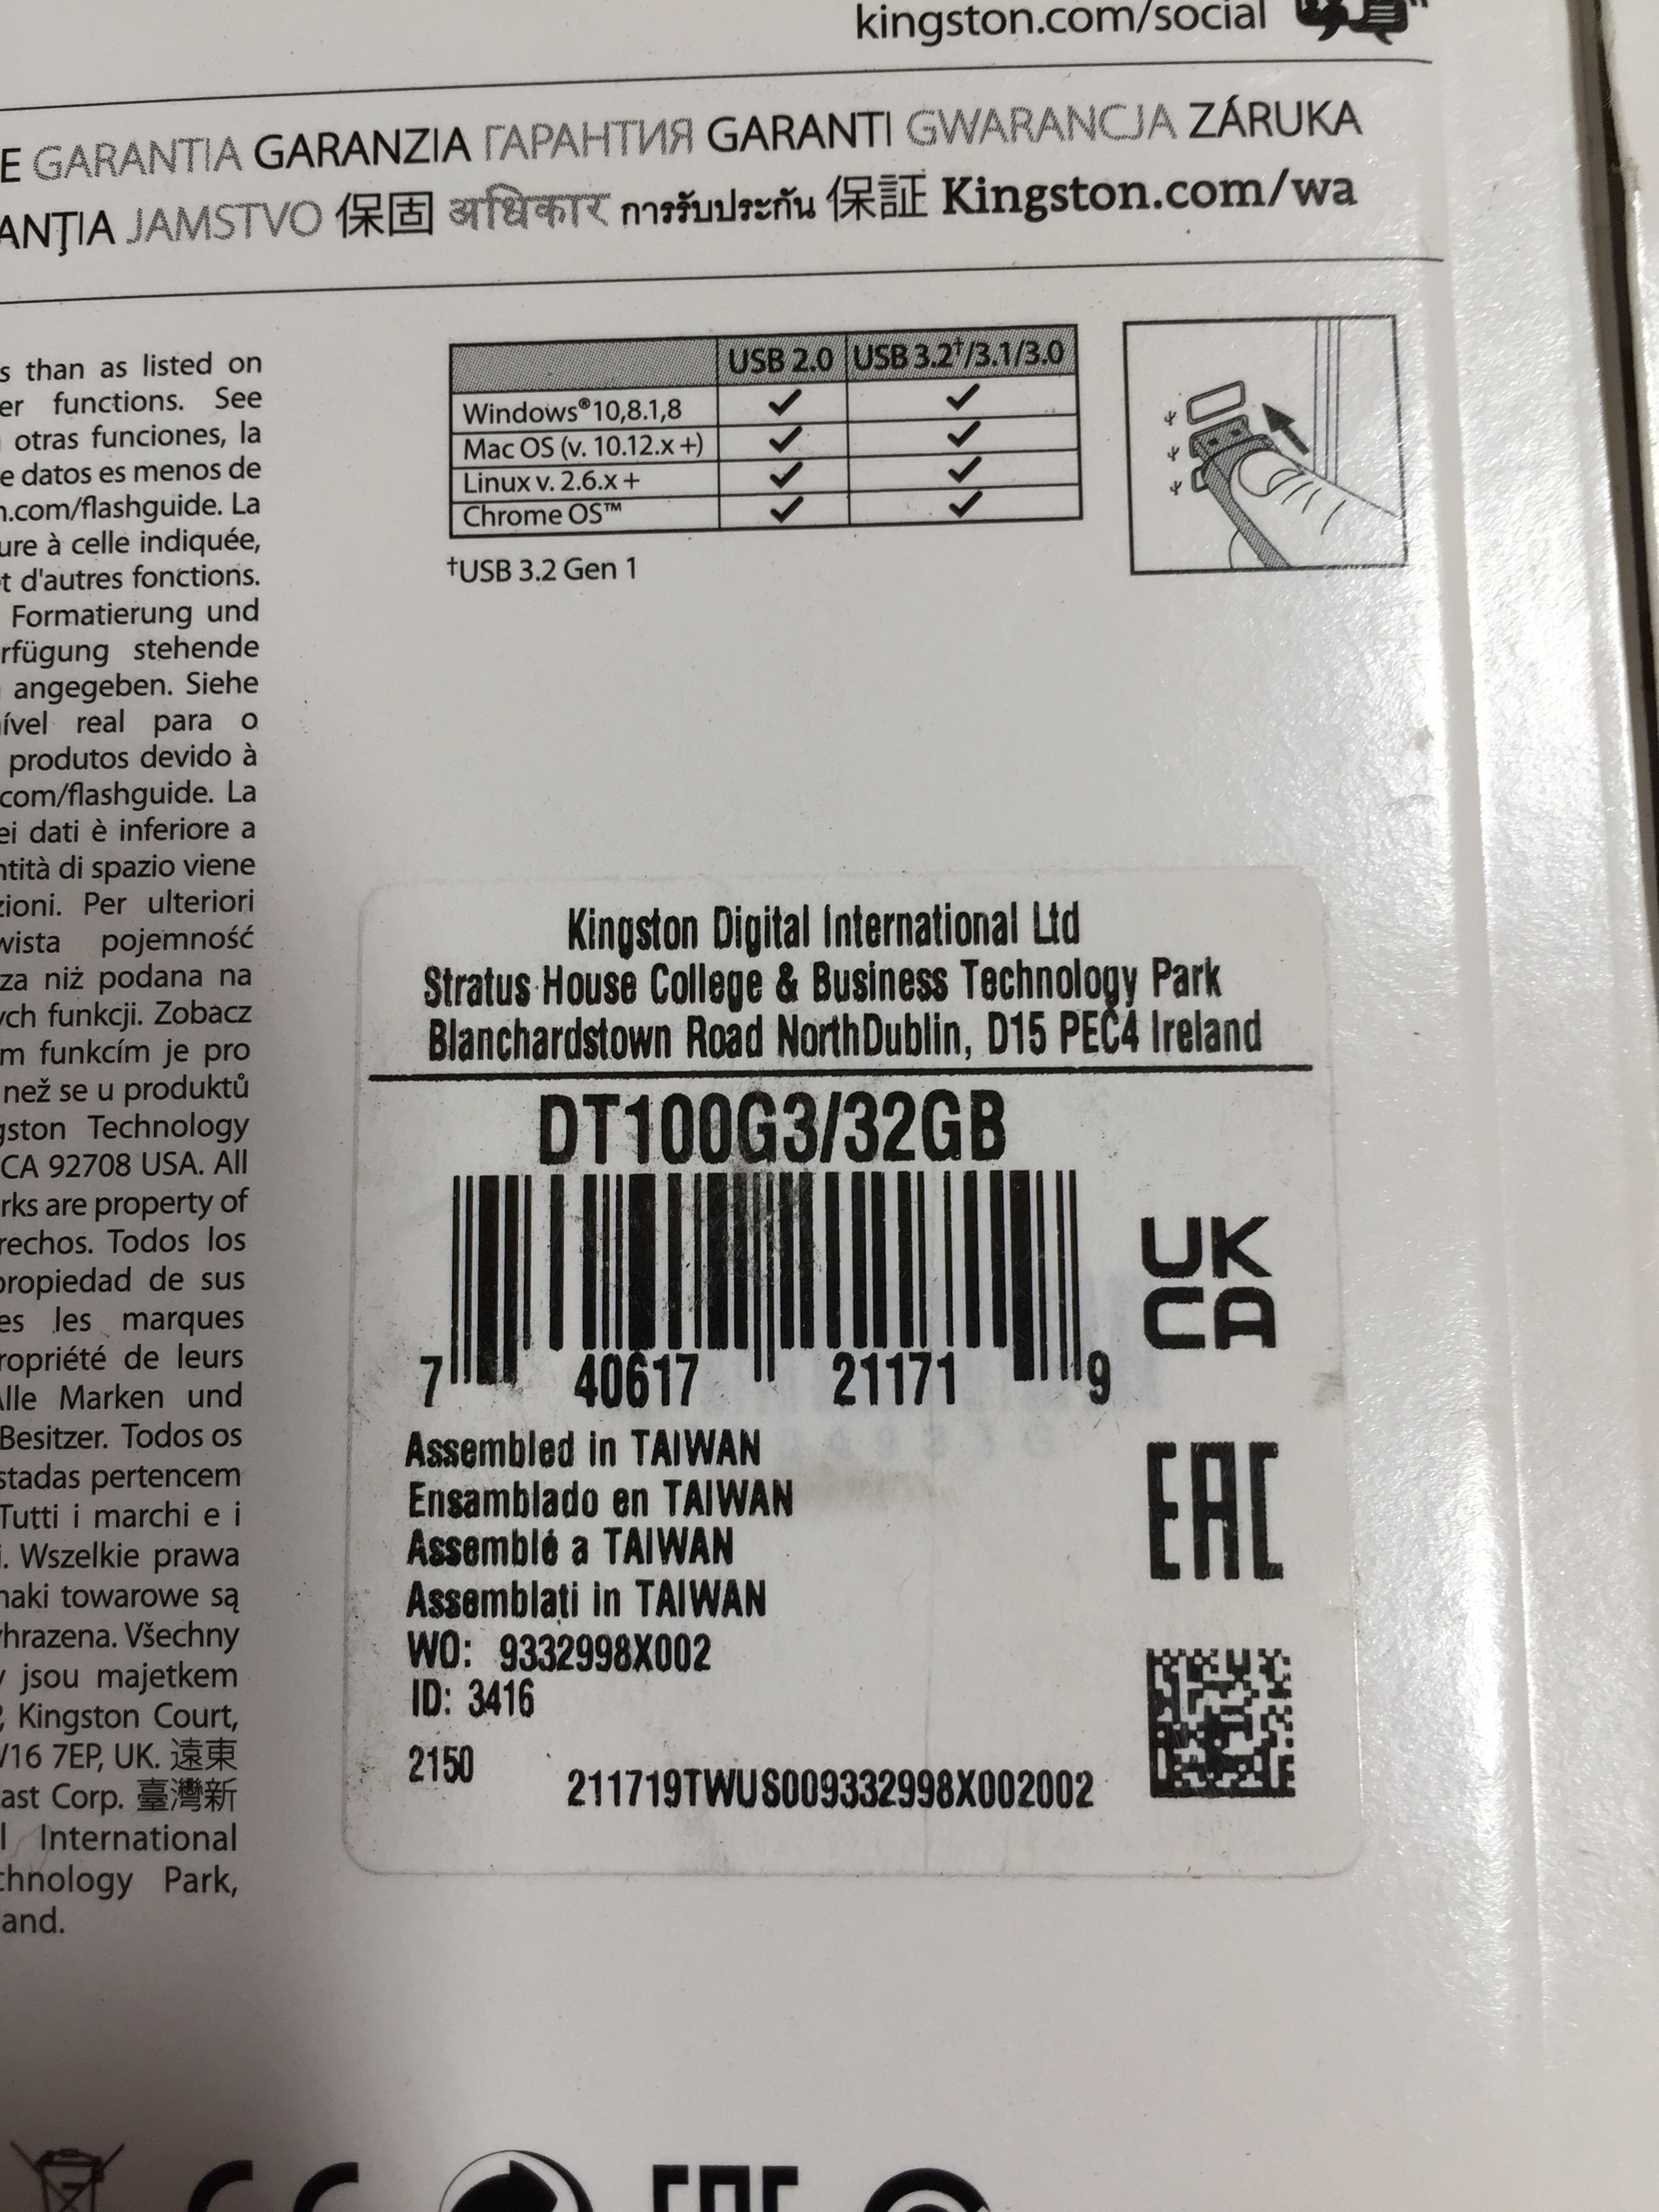 kingston.com/social
E GARANTIA GARANZIA ГАРАНТИЯ GARANTI GWARANCJA ZÁRUKA
ANŢIA JAMSTVO 保固 अधिकार การรับประกัน 保証 Kingston.com/wa
s than as listed on
er functions. See
otras funciones, la
e datos es menos de
.com/flashguide. La
ure à celle indiquée,
t d'autres fonctions.
Formatierung und
rfügung stehende
angegeben. Siehe
ível real para o
produtos devido à
com/flashguide. La
ei dati è inferiore a
ntità di spazio viene
zioni. Per ulteriori
wista pojemność
za niż podana na
ych funkcji. Zobacz
m funkcím je pro
než se u produktů
gston Technology
CA 92708 USA. All
rks are property of
rechos. Todos los
propiedad de sus
es les marques
ropriété de leurs
Alle Marken und
Besitzer. Todos os
stadas pertencem
Tutti i marchi e i
i. Wszelkie prawa
naki towarowe są
yhrazena. Všechny
y jsou majetkem
, Kingston Court,
/16 7EP, UK. 遠東
ast Corp. 臺灣新
l International
chnology Park,
and.
USB 2.0 USB 3.2†/3.1/3.0
Windows®10,8.1,8 ✓ ✓
Mac OS (v. 10.12.x +) ✓ ✓
Linux v. 2.6.x + ✓ ✓
Chrome OS™ ✓ ✓
†USB 3.2 Gen 1
Kingston Digital International Ltd
Stratus House College & Business Technology Park
Blanchardstown Road NorthDublin, D15 PEC4 Ireland
DT100G3/32GB
7 40617 21171 9
UK
CA
Assembled in TAIWAN
Ensamblado en TAIWAN
Assemblé a TAIWAN
Assemblati in TAIWAN
EAC
WO: 9332998X002
ID: 3416
2150 211719TWUS009332998X002002
CE EAC